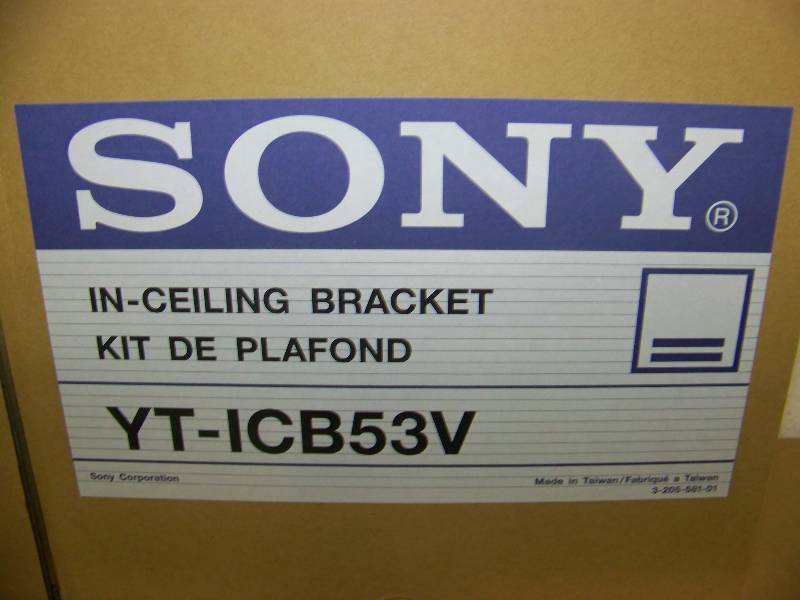 SONY®
IN-CEILING BRACKET
KIT DE PLAFOND
YT-ICB53V
Sony Corporation
Made in Taiwan/Fabriqué a Taiwan
3-205-581-01